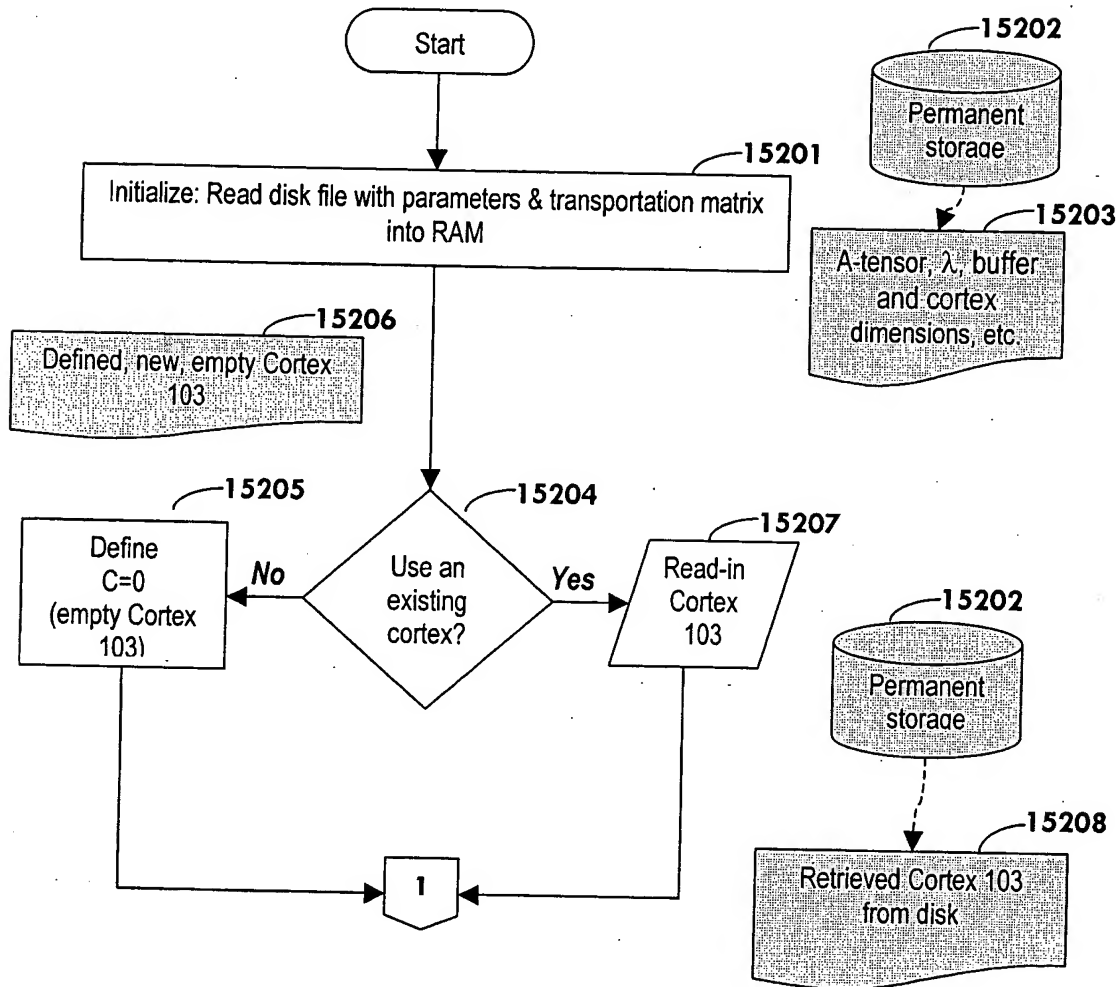 Start
15202
Permanent
storage
15201
Initialize: Read disk file with parameters & transportation matrix
into RAM
15203
A-tensor, λ, buffer
and cortex
dimensions, etc.
15206
Defined, new, empty Cortex
103
15205
Define
C=0
(empty Cortex
103)
No
15204
Use an
existing
cortex?
Yes
15207
Read-in
Cortex
103
15202
Permanent
storage
15208
Retrieved Cortex 103
from disk
1